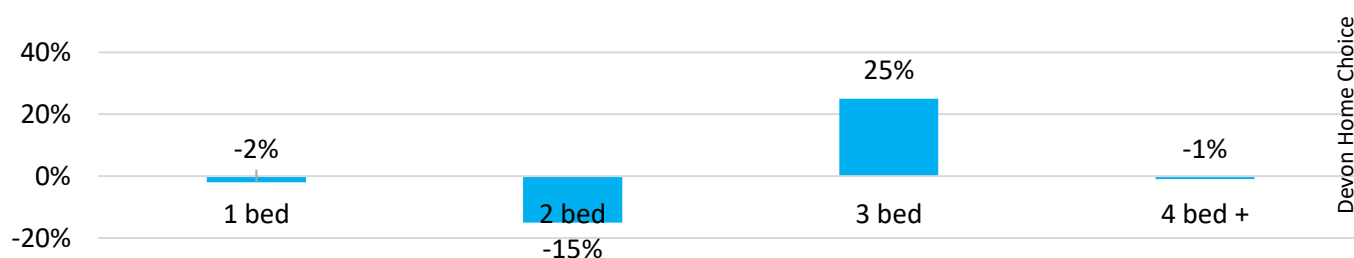 40%
25%
20%
-2%
-1%
0%
1 bed
2 bed
3 bed
4 bed +
-20%
-15%
Devon Home Choice